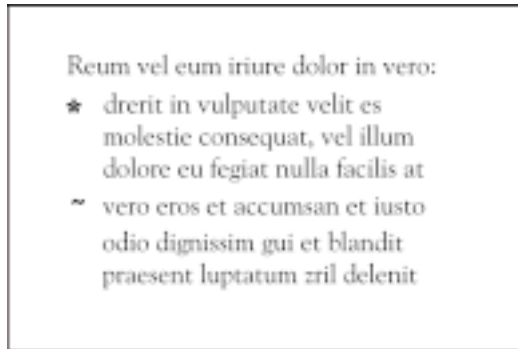 Reum vel eum iriure dolor in vero:
* drerit in vulputate velit es
molestie consequat, vel illum
dolore eu fegiat nulla facilis at
~ vero eros et accumsan et iusto
odio dignissim gui et blandit
praesent luptatum zril delenit